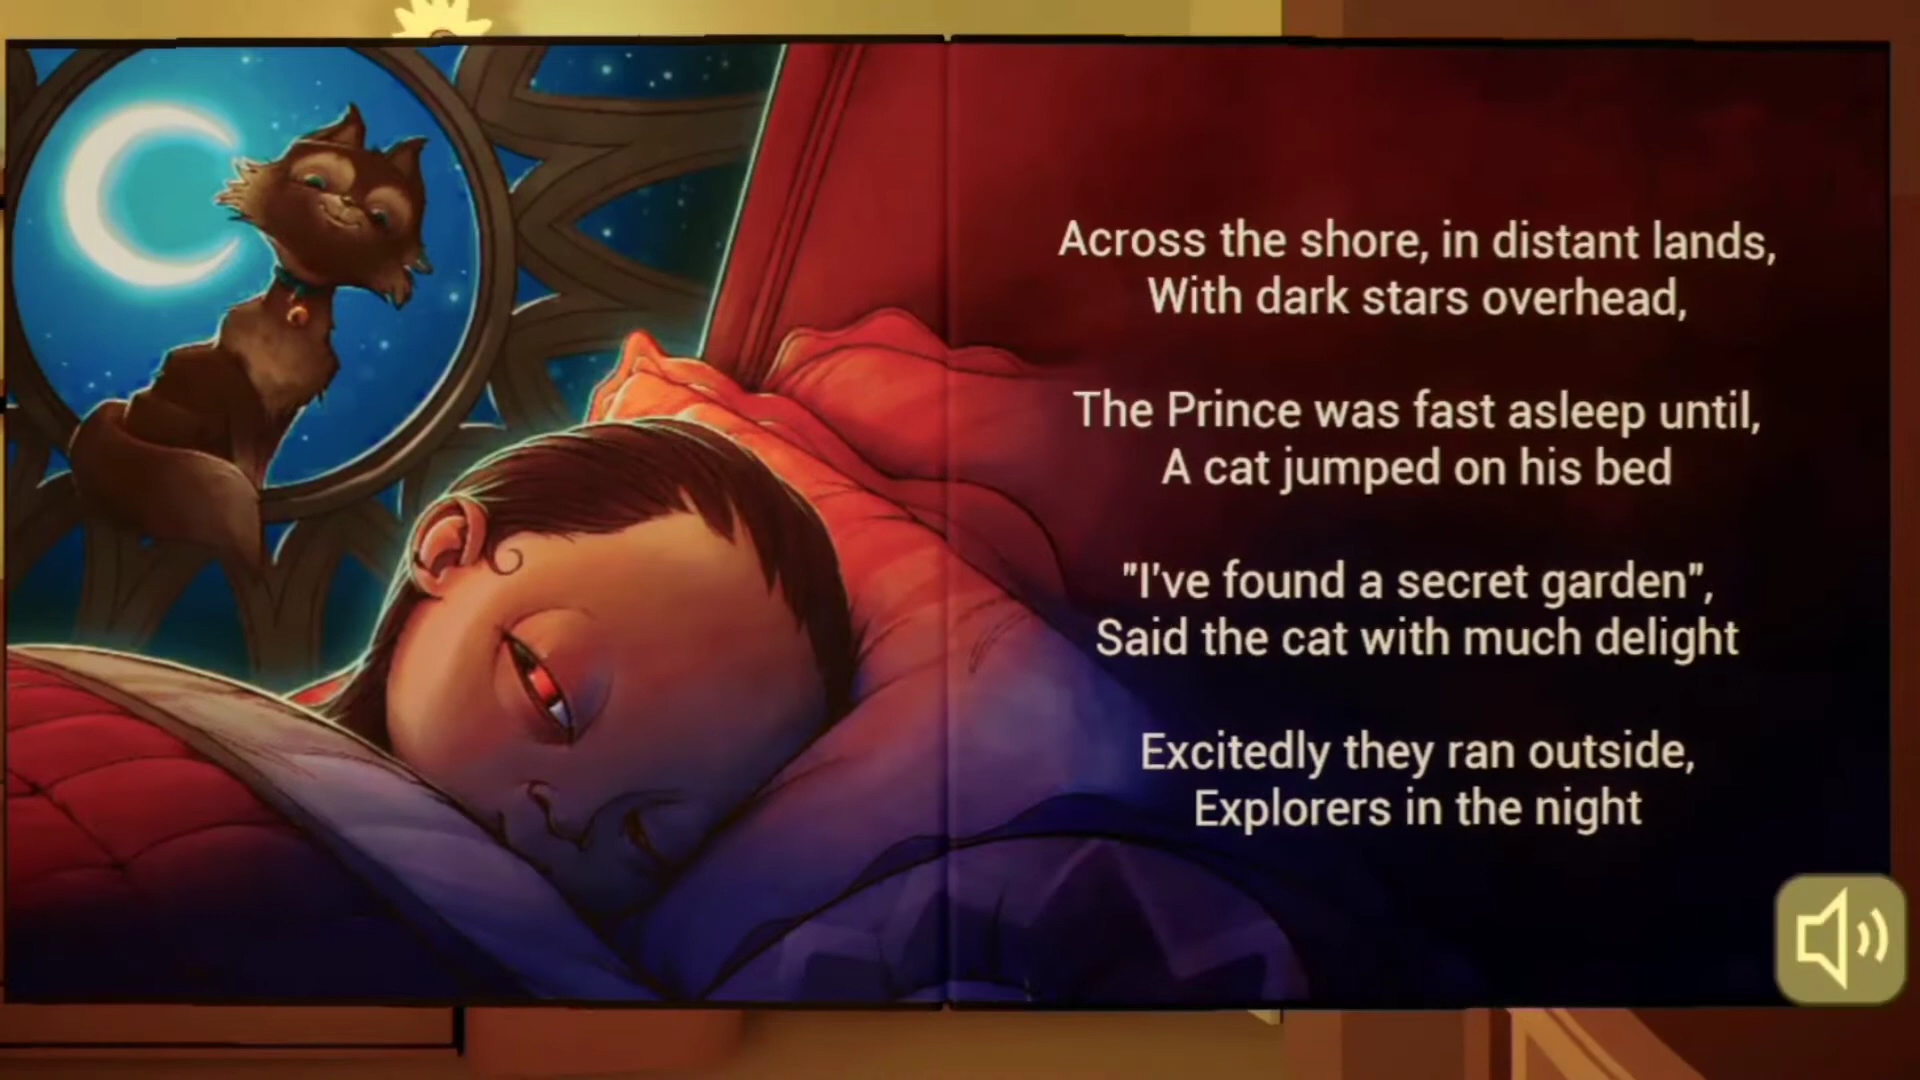 Across the shore, in distant lands,
With dark stars overhead,
The Prince was fast asleep until,
A cat jumped on his bed
"I've found a secret garden",
Said the cat with much delight
Excitedly they ran outside,
Explorers in the night